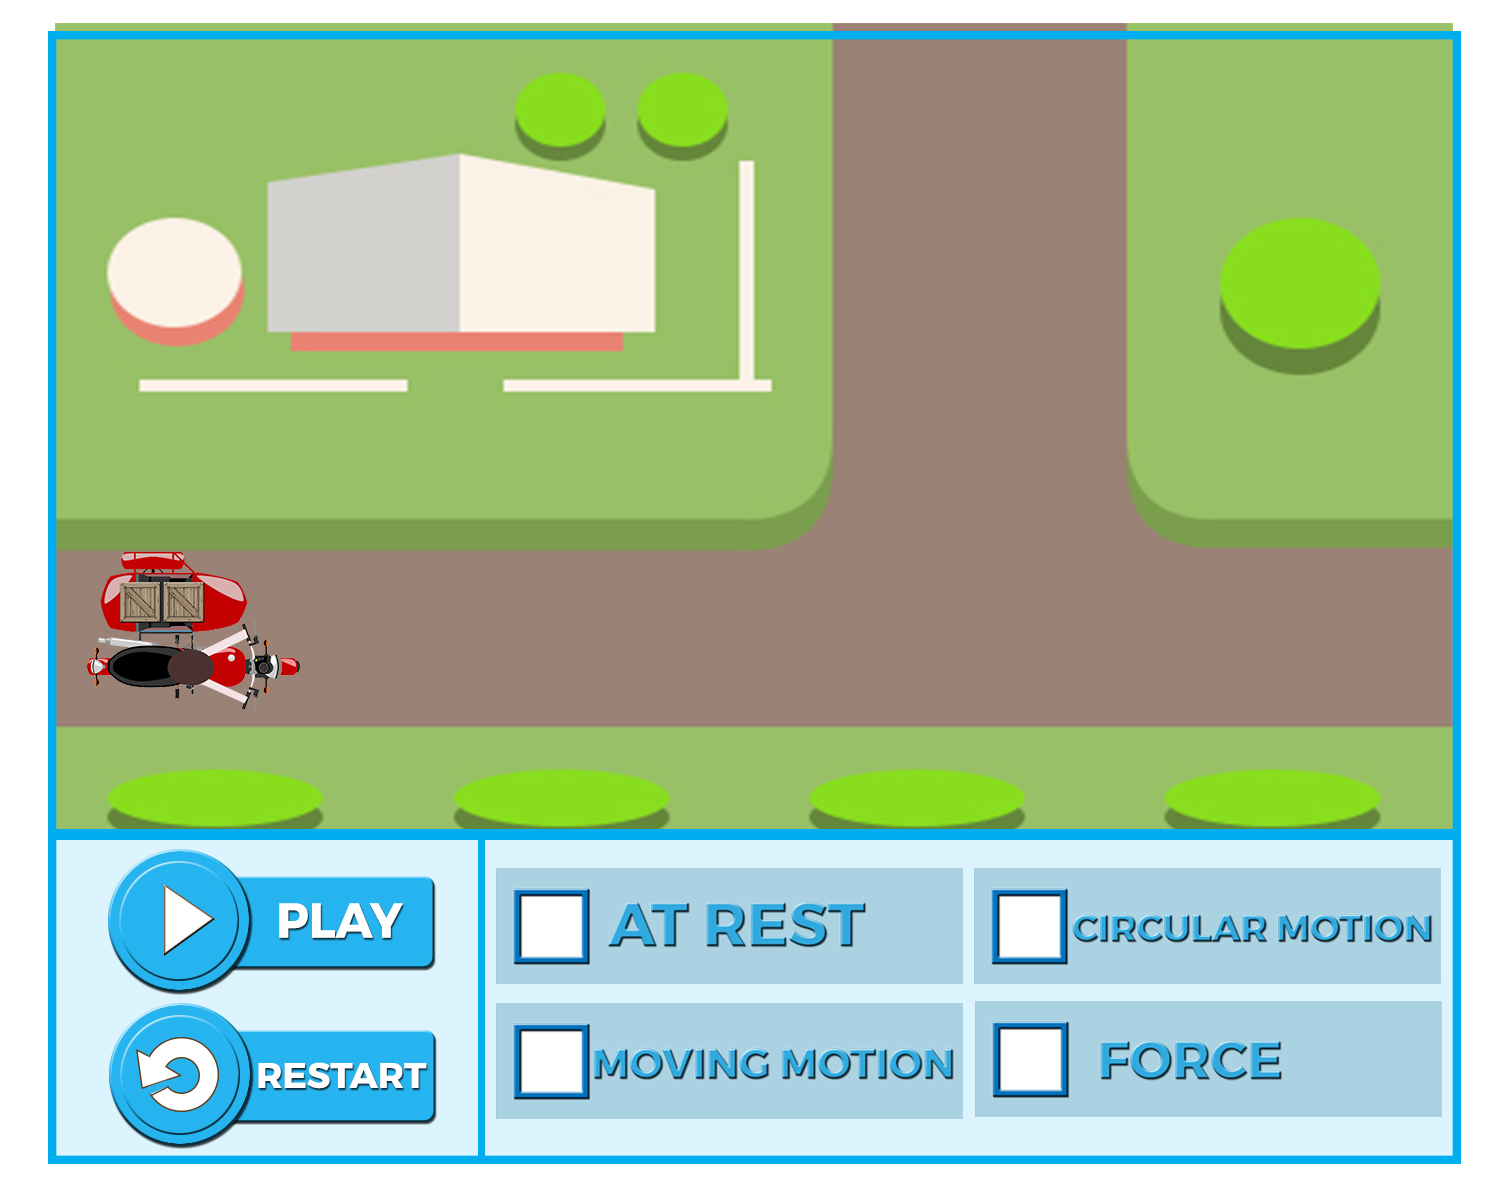 PLAY
RESTART
AT REST
CIRCULAR MOTION
MOVING MOTION
FORCE